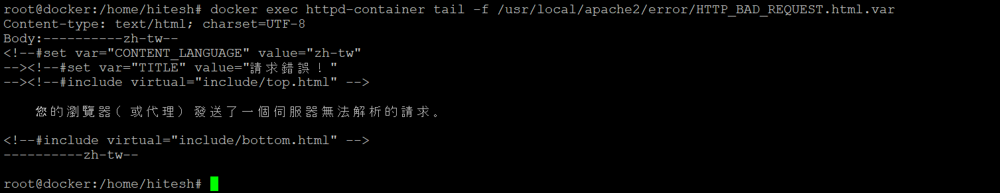 root@docker:/home/hitesh# docker exec httpd-container tail -f /usr/local/apache2/error/HTTP_BAD_REQUEST.html.var
Content-type: text/html; charset=UTF-8
Body:----------zh-tw--
<!--#set var="CONTENT_LANGUAGE" value="zh-tw"
--><!--#set var="TITLE" value="請求錯誤！"
--><!--#include virtual="include/top.html" -->
您的瀏覽器(或代理)發送了一個伺服器無法解析的請求。
<!--#include virtual="include/bottom.html" -->
----------zh-tw--
root@docker:/home/hitesh#